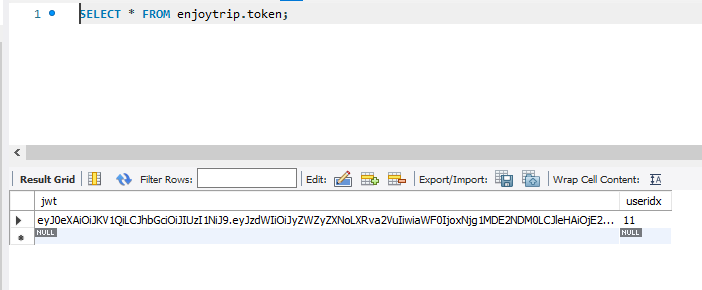 1 SELECT * FROM enjoytrip.token;
Result Grid Filter Rows: Edit: Export/Import: Wrap Cell Content: IA
jwt useridx
eyJ0eXAiOiJKV1QiLCJhbGciOiJIUzI1NiJ9.eyJzdWIiOiJyZWZyZXNoLXRva2VuIiwiaWF0IjoxNjg1MDE2NDM0LCJleHAiOjE2... 11
NULL NULL